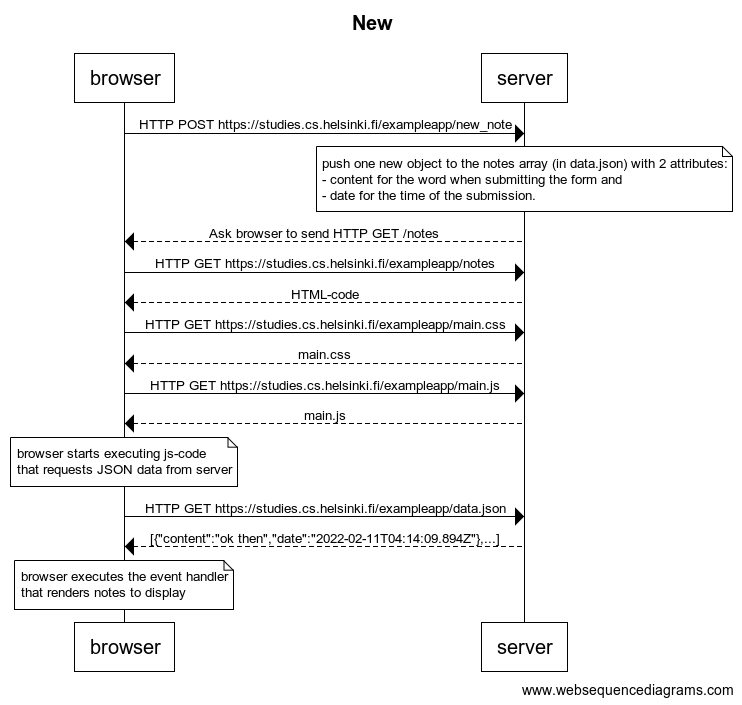 New
browser
server
HTTP POST https://studies.cs.helsinki.fi/exampleapp/new_note
push one new object to the notes array (in data.json) with 2 attributes:
- content for the word when submitting the form and
- date for the time of the submission.
Ask browser to send HTTP GET /notes
HTTP GET https://studies.cs.helsinki.fi/exampleapp/notes
HTML-code
HTTP GET https://studies.cs.helsinki.fi/exampleapp/main.css
main.css
HTTP GET https://studies.cs.helsinki.fi/exampleapp/main.js
main.js
browser starts executing js-code
that requests JSON data from server
HTTP GET https://studies.cs.helsinki.fi/exampleapp/data.json
[{"content":"ok then","date":"2022-02-11T04:14:09.894Z"},...]
browser executes the event handler
that renders notes to display
browser
server
www.websequencediagrams.com